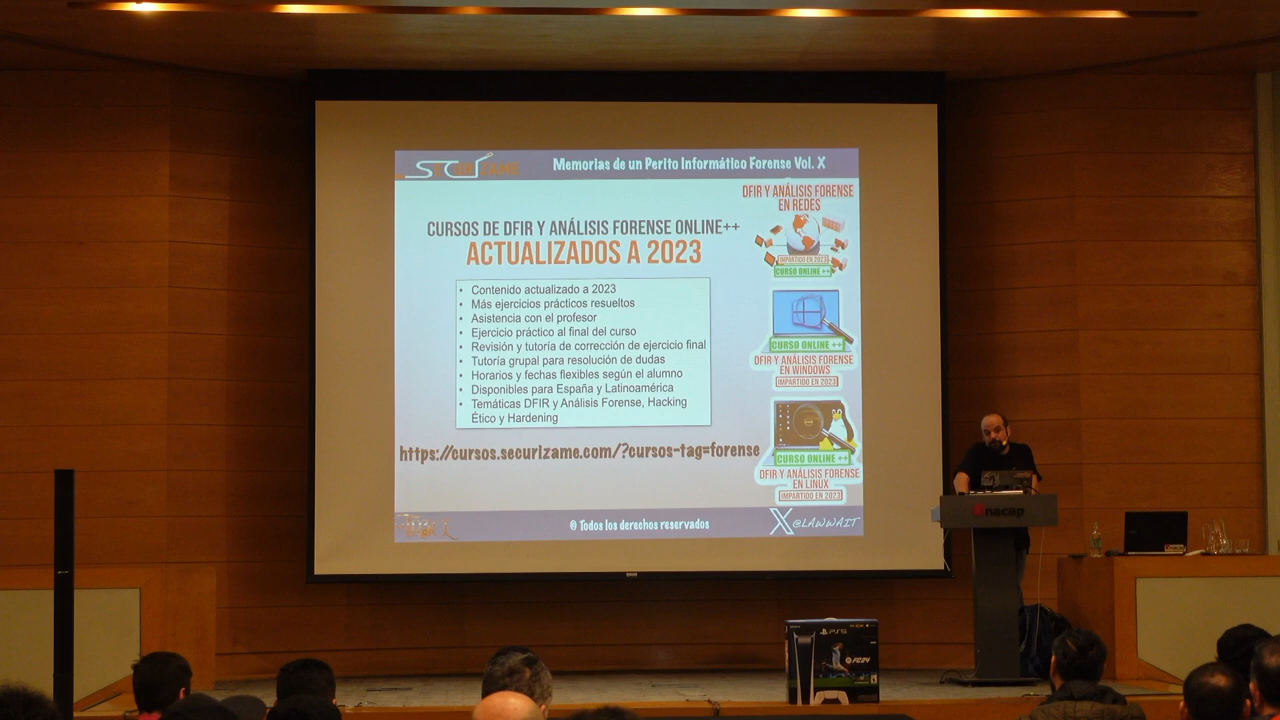 SECURÍZAME
Memorias de un Perito Informático Forense Vol. X
CURSOS DE DFIR Y ANÁLISIS FORENSE ONLINE++
ACTUALIZADOS A 2023
• Contenido actualizado a 2023
• Más ejercicios prácticos resueltos
• Asistencia con el profesor
• Ejercicio práctico al final del curso
• Revisión y tutoría de corrección de ejercicio final
• Tutoría grupal para resolución de dudas
• Horarios y fechas flexibles según el alumno
• Disponibles para España y Latinoamérica
• Temáticas DFIR y Análisis Forense, Hacking
Ético y Hardening
https://cursos.securizame.com/?cursos-tag=forense
DFIR Y ANÁLISIS FORENSE
EN REDES
IMPARTIDO EN 2023
CURSO ONLINE ++
CURSO ONLINE ++
DFIR Y ANÁLISIS FORENSE
EN WINDOWS
IMPARTIDO EN 2023
CURSO ONLINE ++
DFIR Y ANÁLISIS FORENSE
EN LINUX
IMPARTIDO EN 2023
© Todos los derechos reservados
X @LAWWAIT
inacap
PS5
FC24